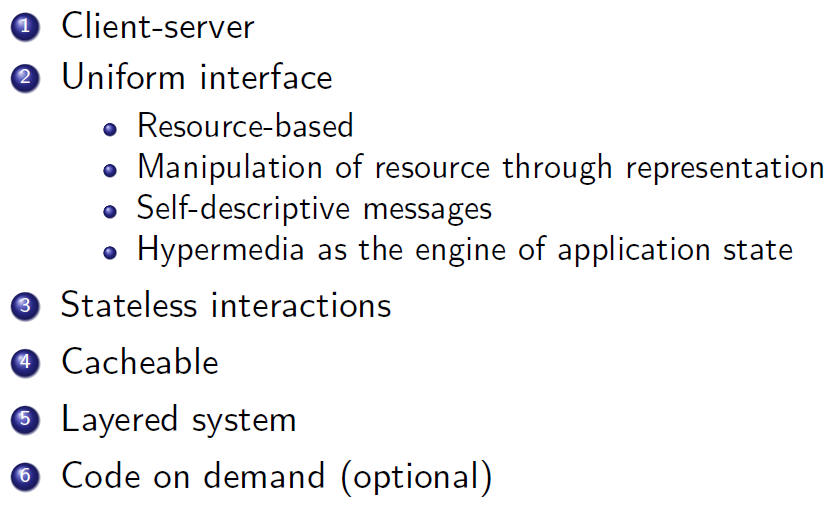 1 Client-server
2 Uniform interface
Resource-based
Manipulation of resource through representation
Self-descriptive messages
Hypermedia as the engine of application state
3 Stateless interactions
4 Cacheable
5 Layered system
6 Code on demand (optional)